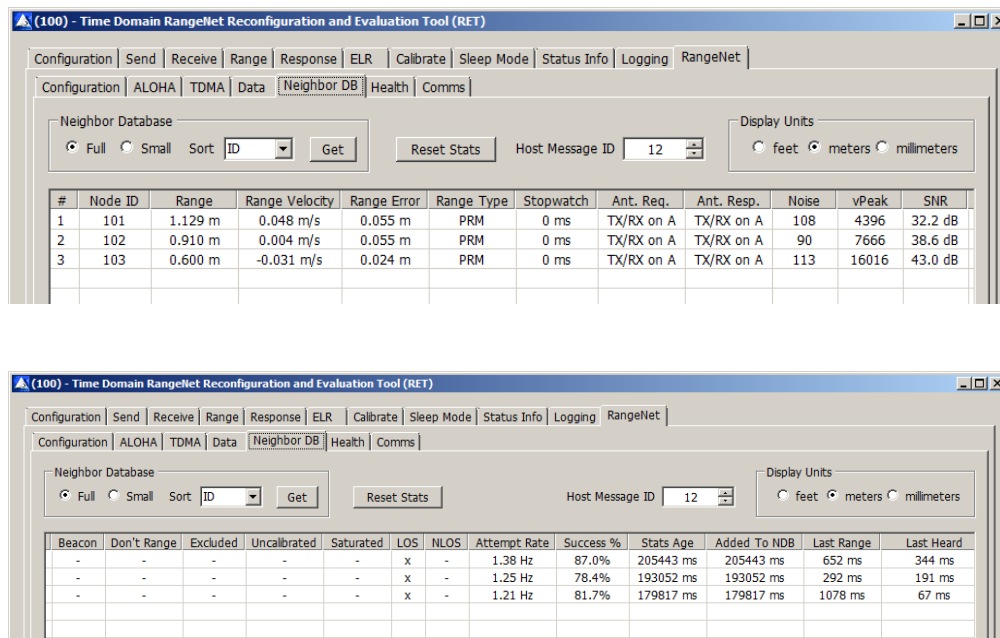 (100) - Time Domain RangeNet Reconfiguration and Evaluation Tool (RET)
Configuration Send Receive Range Response ELR Calibrate Sleep Mode Status Info Logging RangeNet
Configuration ALOHA TDMA Data Neighbor DB Health Comms
Neighbor Database Display Units
Full Small Sort ID Get Reset Stats Host Message ID 12 feet meters millimeters
# Node ID Range Range Velocity Range Error Range Type Stopwatch Ant. Req. Ant. Resp. Noise vPeak SNR
1 101 1.129 m 0.048 m/s 0.055 m PRM 0 ms TX/RX on A TX/RX on A 108 4396 32.2 dB
2 102 0.910 m 0.004 m/s 0.055 m PRM 0 ms TX/RX on A TX/RX on A 90 7666 38.6 dB
3 103 0.600 m -0.031 m/s 0.024 m PRM 0 ms TX/RX on A TX/RX on A 113 16016 43.0 dB
(100) - Time Domain RangeNet Reconfiguration and Evaluation Tool (RET)
Configuration Send Receive Range Response ELR Calibrate Sleep Mode Status Info Logging RangeNet
Configuration ALOHA TDMA Data Neighbor DB Health Comms
Neighbor Database Display Units
Full Small Sort ID Get Reset Stats Host Message ID 12 feet meters millimeters
Beacon Don't Range Excluded Uncalibrated Saturated LOS NLOS Attempt Rate Success % Stats Age Added To NDB Last Range Last Heard
- - - - - x - 1.38 Hz 87.0% 205443 ms 205443 ms 652 ms 344 ms
- - - - - x - 1.25 Hz 78.4% 193052 ms 193052 ms 292 ms 191 ms
- - - - - x - 1.21 Hz 81.7% 179817 ms 179817 ms 1078 ms 67 ms